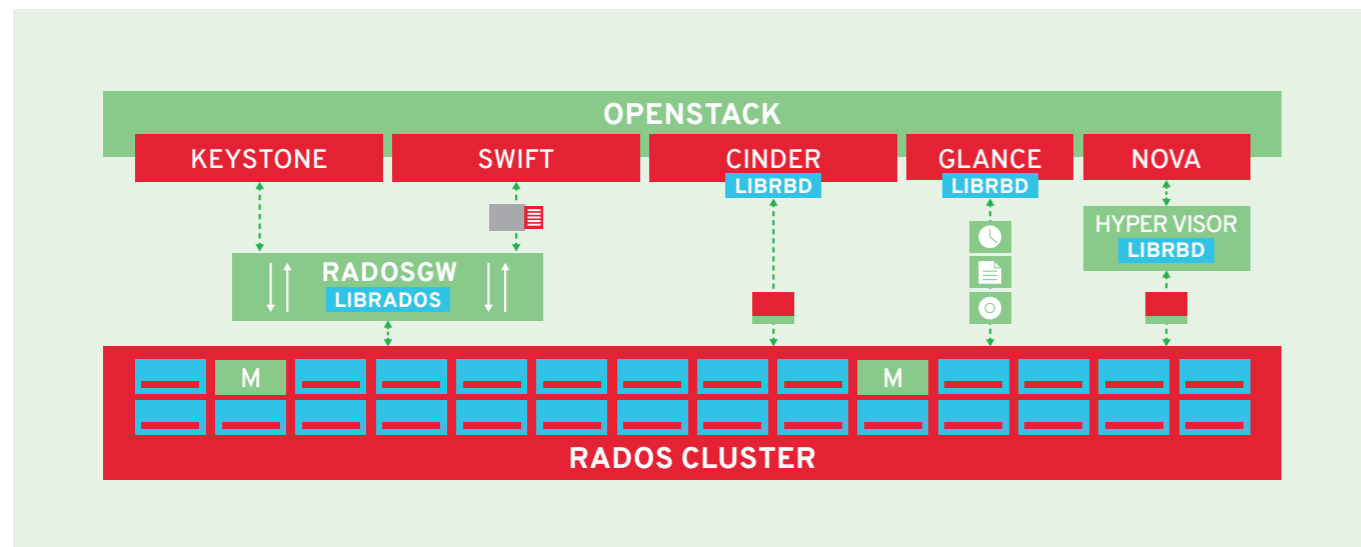 OPENSTACK
KEYSTONE SWIFT CINDER GLANCE NOVA
LIBRBD LIBRBD
HYPER VISOR
LIBRBD
RADOSGW
LIBRADOS
M M
RADOS CLUSTER